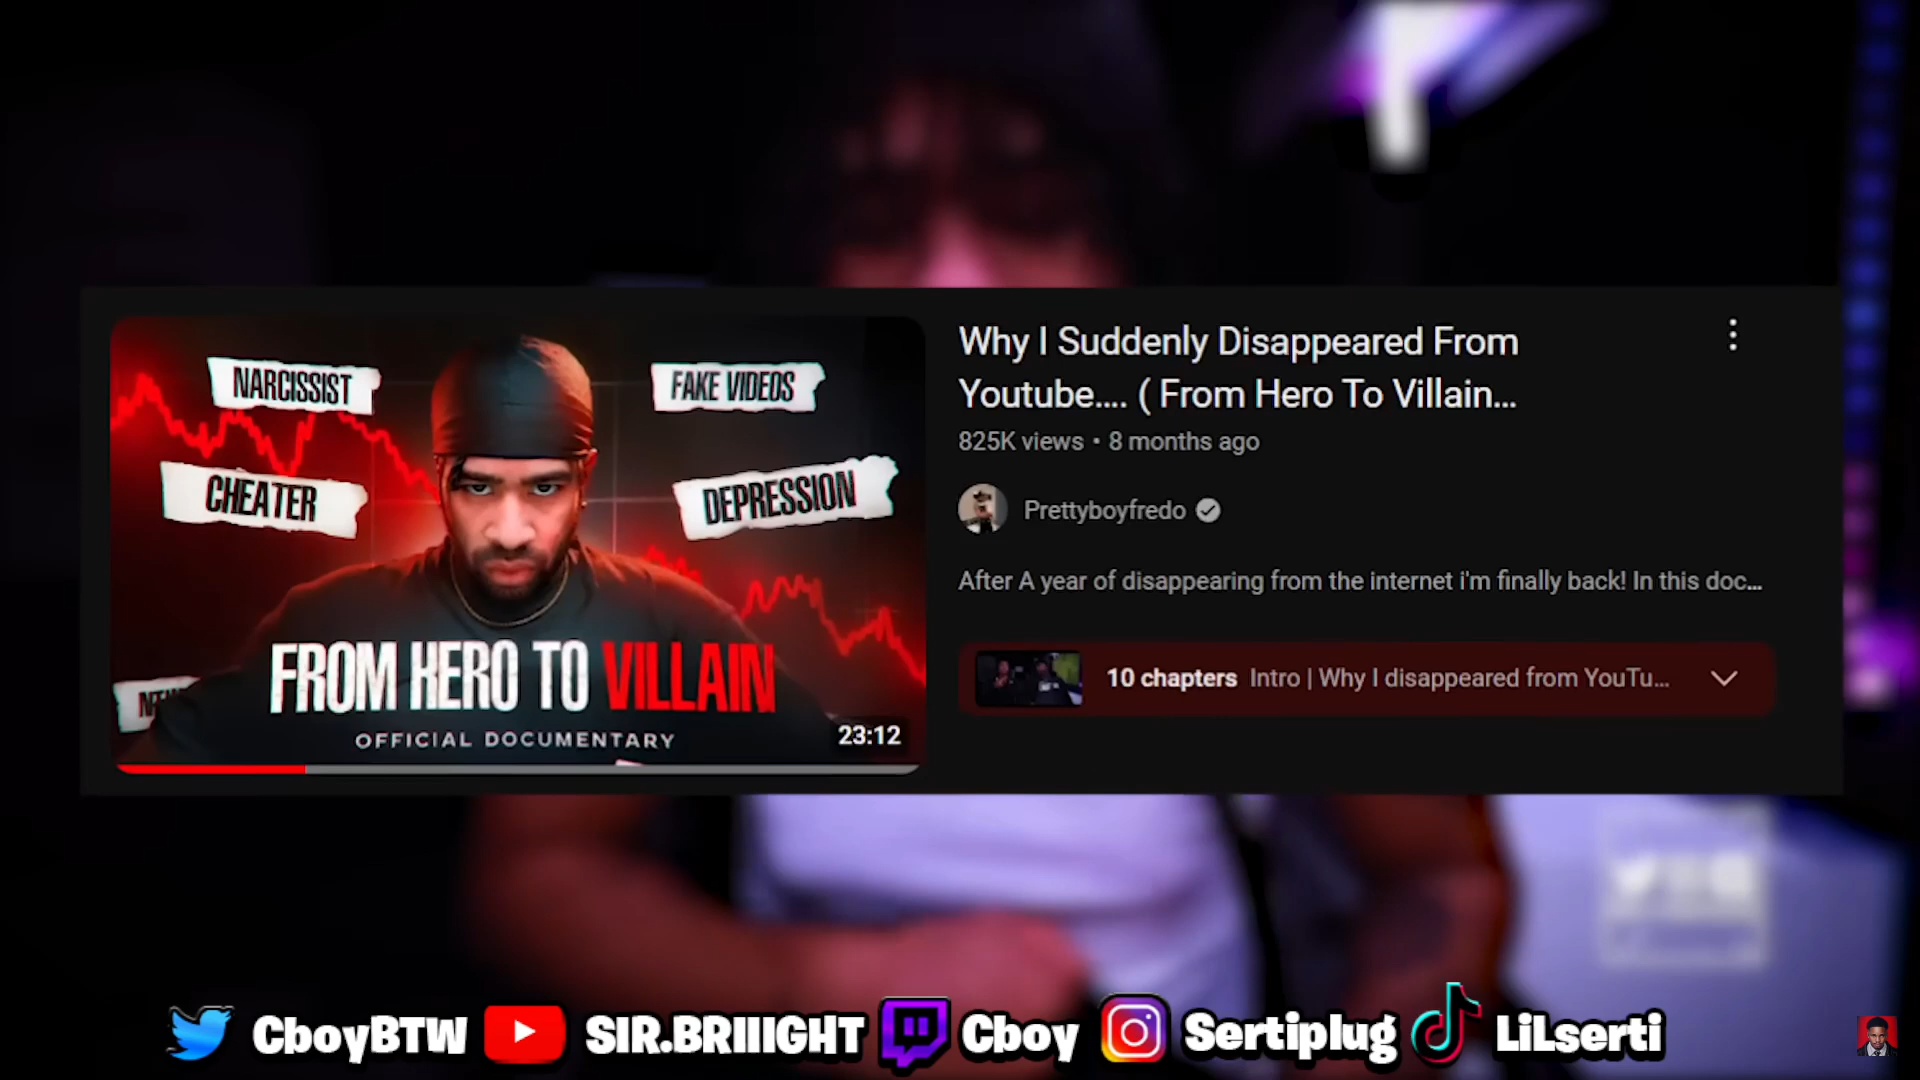 NARCISSIST
FAKE VIDEOS
CHEATER
DEPRESSION
FROM HERO TO VILLAIN
OFFICIAL DOCUMENTARY
23:12
Why I Suddenly Disappeared From
Youtube.... ( From Hero To Villain...
825K views • 8 months ago
Prettyboyfredo
After A year of disappearing from the internet i'm finally back! In this doc...
10 chapters Intro | Why I disappeared from YouTu...
CboyBTW SIR.BRIIIGHT Cboy Sertiplug LiLserti